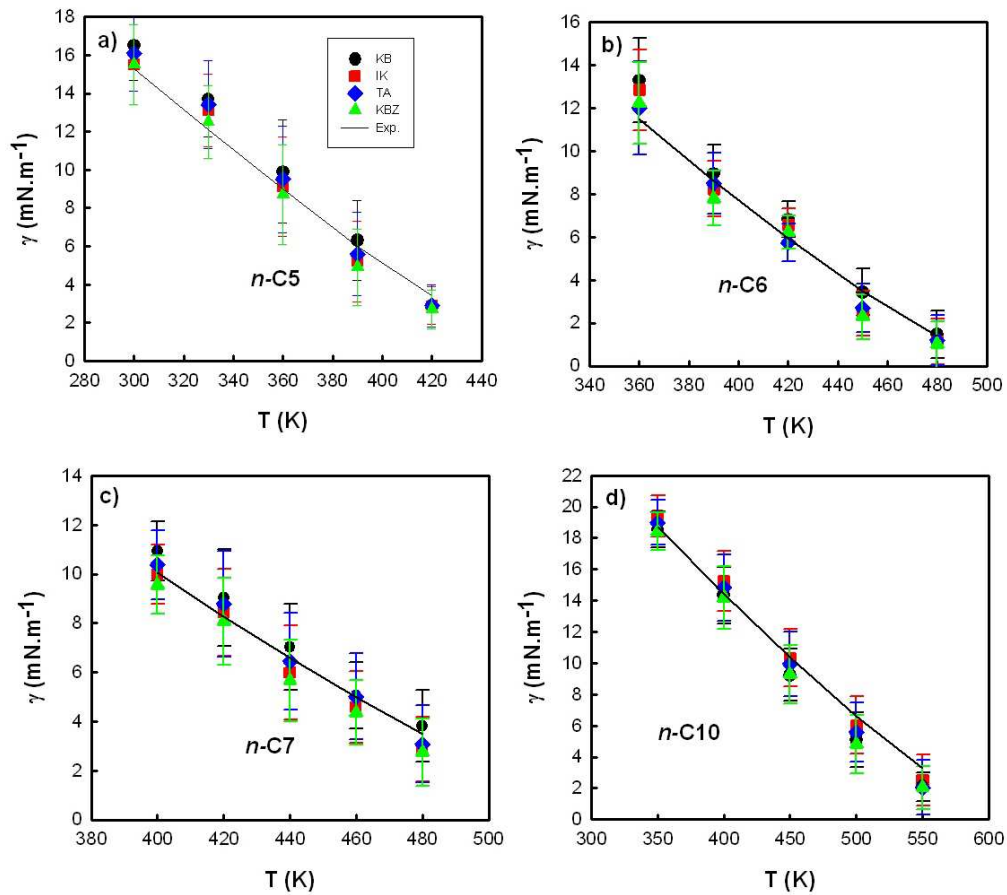 a)
18
16
14
12
10
8
6
4
2
0
γ (mN.m⁻¹)
KB
IK
TA
KBZ
Exp.
n-C5
280 300 320 340 360 380 400 420 440
T (K)
b)
16
14
12
10
8
6
4
2
0
γ (mN.m⁻¹)
n-C6
340 360 380 400 420 440 460 480 500
T (K)
c)
14
12
10
8
6
4
2
0
γ (mN.m⁻¹)
n-C7
380 400 420 440 460 480 500
T (K)
d)
22
20
18
16
14
12
10
8
6
4
2
0
γ (mN.m⁻¹)
n-C10
300 350 400 450 500 550 600
T (K)